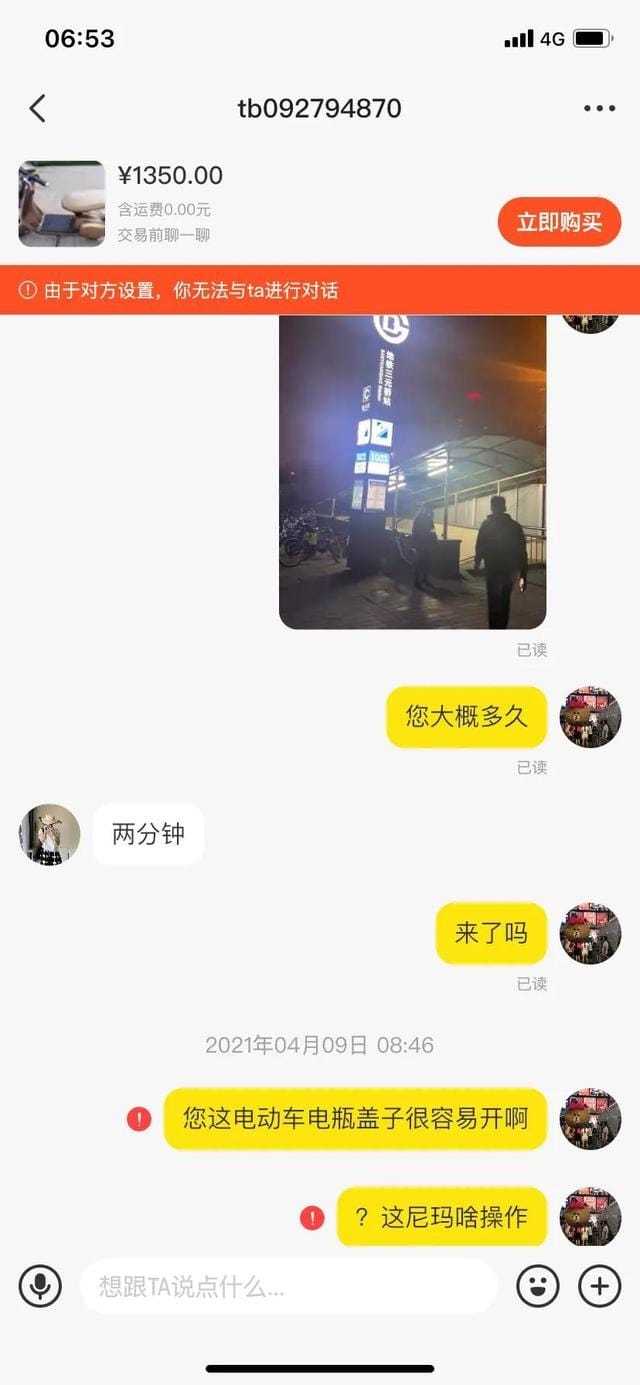 06:53
4G
tb092794870
¥1350.00
含运费0.00元
交易前聊一聊
立即购买
由于对方设置，你无法与ta进行对话
地铁三元桥站
已读
您大概多久
已读
两分钟
来了吗
已读
2021年04月09日 08:46
您这电动车电瓶盖子很容易开啊
？这尼玛啥操作
想跟TA说点什么...